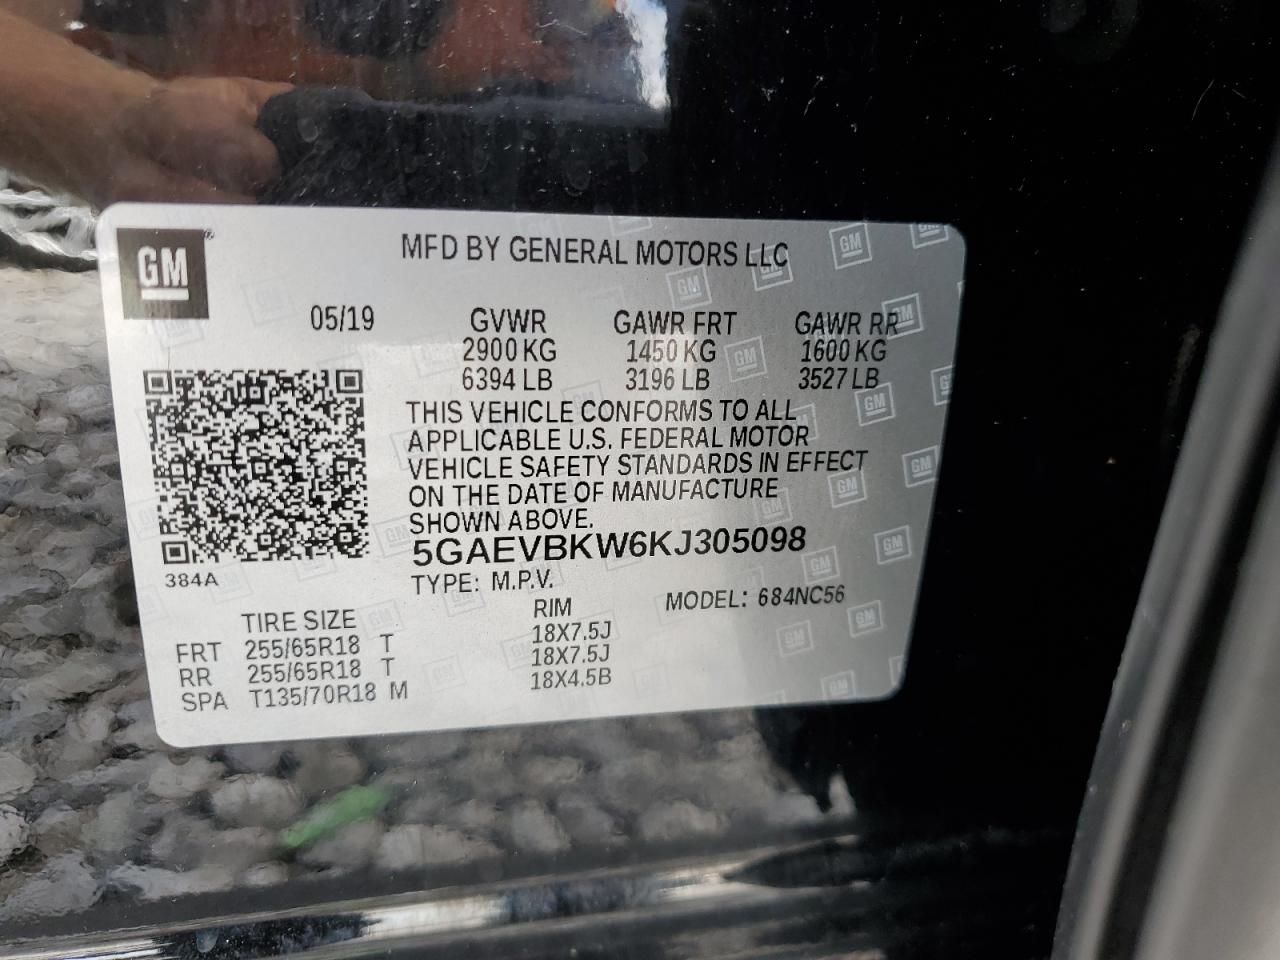 GM
MFD BY GENERAL MOTORS LLC
05/19 GVWR GAWR FRT GAWR RR
2900 KG 1450 KG 1600 KG
6394 LB 3196 LB 3527 LB
THIS VEHICLE CONFORMS TO ALL
APPLICABLE U.S. FEDERAL MOTOR
VEHICLE SAFETY STANDARDS IN EFFECT
ON THE DATE OF MANUFACTURE
SHOWN ABOVE.
5GAEVBKW6KJ305098
384A
TYPE: M.P.V. MODEL: 684NC56
TIRE SIZE RIM
FRT 255/65R18 T 18X7.5J
RR 255/65R18 T 18X7.5J
SPA T135/70R18 M 18X4.5B